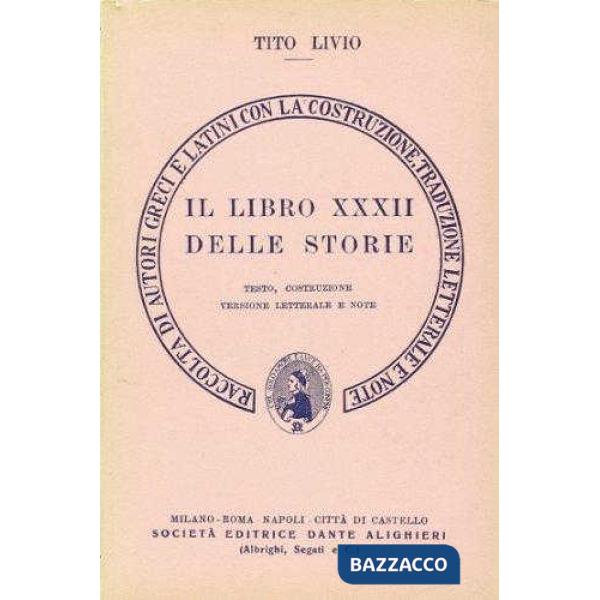 TITO LIVIO
RACCOLTA DI AUTORI GRECI E LATINI CON LA COSTRUZIONE, TRADUZIONE LETTERALE E NOTE
IL LIBRO XXXII
DELLE STORIE
TESTO, COSTRUZIONE
VERSIONE LETTERALE E NOTE
MILANO - ROMA NAPOLI - CITTÀ DI CASTELLO
SOCIETÀ EDITRICE DANTE ALIGHIERI
(Albrighi, Segati e
BAZZACCO